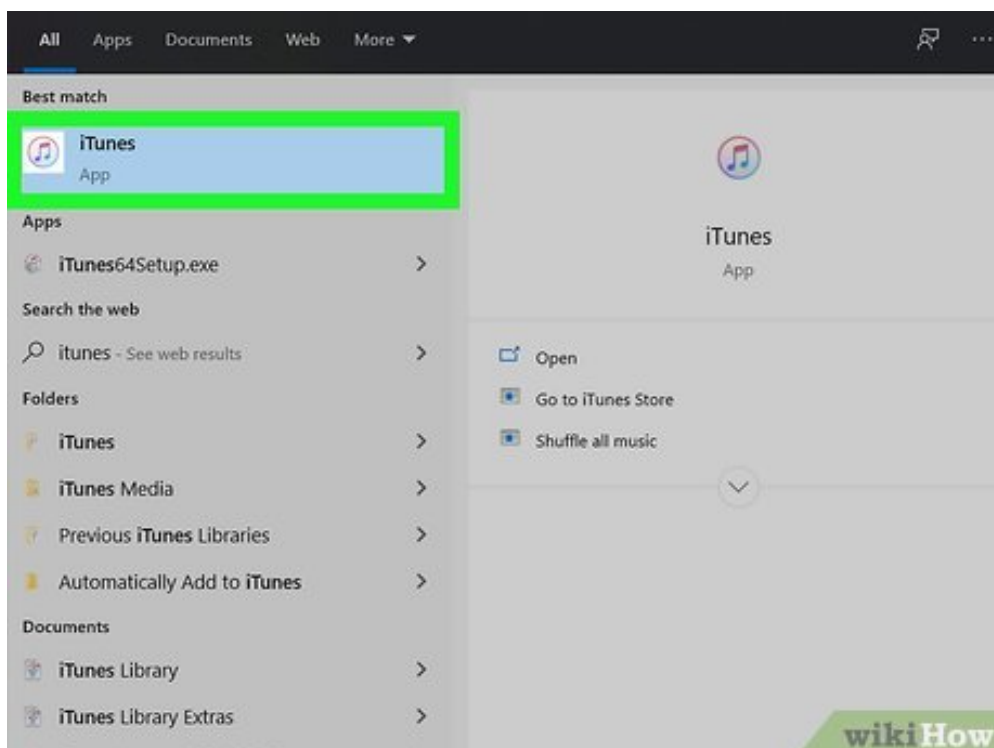 All Apps Documents Web More
Best match
iTunes
App
Apps
iTunes64Setup.exe
Search the web
itunes - See web results
Folders
iTunes
iTunes Media
Previous iTunes Libraries
Automatically Add to iTunes
Documents
iTunes Library
iTunes Library Extras
iTunes
App
Open
Go to iTunes Store
Shuffle all music
wikiHow